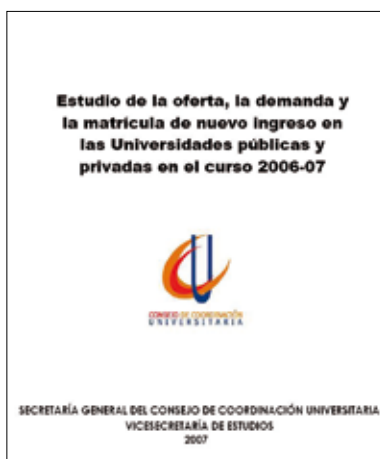 Estudio de la oferta, la demanda y
la matrícula de nuevo ingreso en
las Universidades públicas y
privadas en el curso 2006-07
CONSEJO DE COORDINACIÓN
UNIVERSITARIA
SECRETARÍA GENERAL DEL CONSEJO DE COORDINACIÓN UNIVERSITARIA
VICESECRETARÍA DE ESTUDIOS
2007